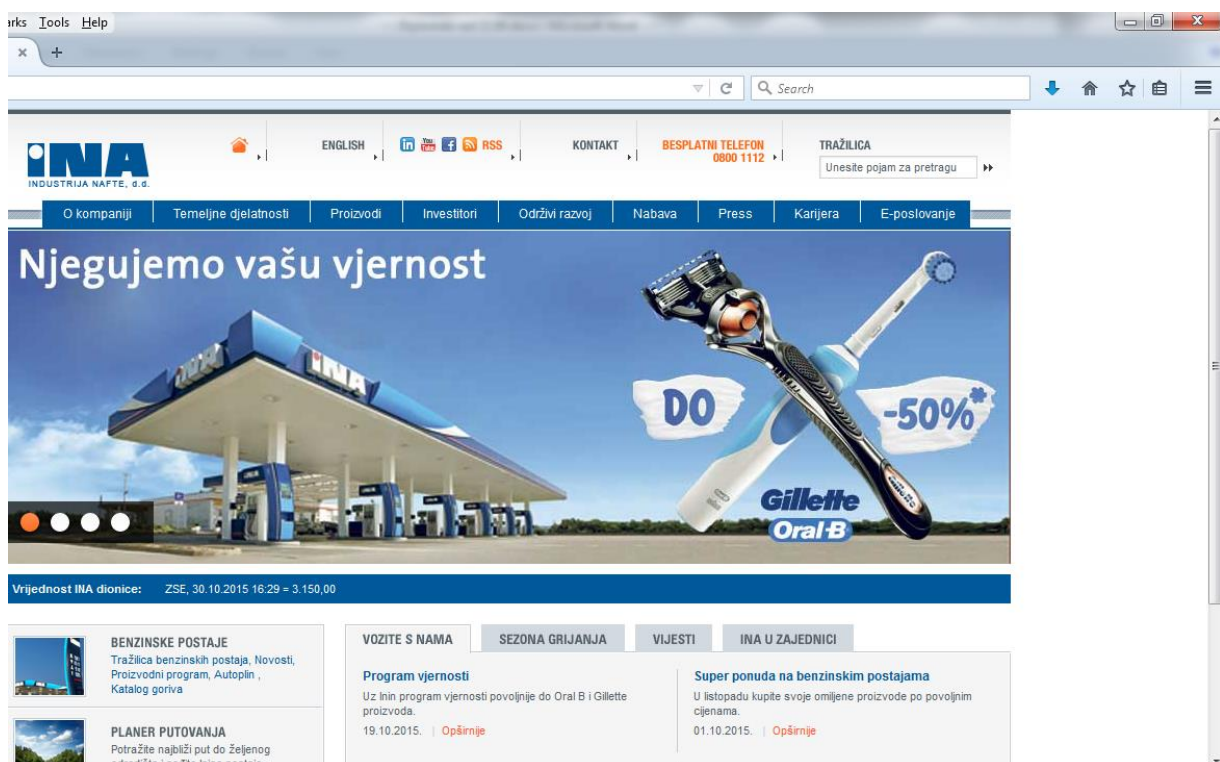 arks Tools Help
Search
INA
INDUSTRIJA NAFTE, d.d.
ENGLISH
You Tube
RSS
KONTAKT
BESPLATNI TELEFON
0800 1112
TRAŽILICA
Unesite pojam za pretragu
O kompaniji
Temeljne djelatnosti
Proizvodi
Investitori
Održivi razvoj
Nabava
Press
Karijera
E-poslovanje
Njegujemo vašu vjernost
INA
INA
DO
-50%*
Gillette
Oral-B
Vrijednost INA dionice: ZSE, 30.10.2015 16:29 = 3.150,00
BENZINSKE POSTAJE
Tražilica benzinskih postaja, Novosti,
Proizvodni program, Autoplin ,
Katalog goriva
PLANER PUTOVANJA
Potražite najbliži put do željenog
VOZITE S NAMA
SEZONA GRIJANJA
VIJESTI
INA U ZAJEDNICI
Program vjernosti
Uz Inin program vjernosti povoljnije do Oral B i Gillette
proizvoda.
19.10.2015. | Opširnije
Super ponuda na benzinskim postajama
U listopadu kupite svoje omiljene proizvode po povoljnim
cijenama.
01.10.2015. | Opširnije